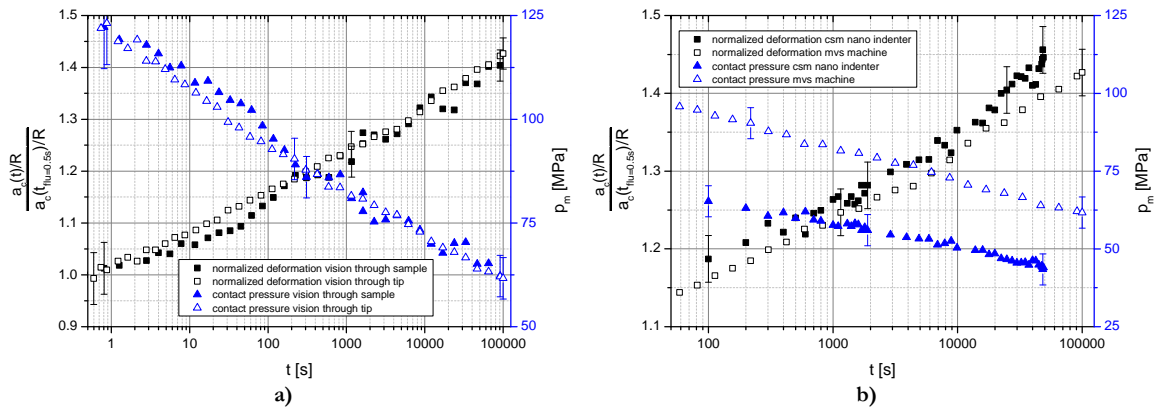 1.5
1.4
1.3
1.2
1.1
1.0
0.9
a_c(t)/R
a_c(t_flu=0.5s)/R
125
100
75
50
p_m [MPa]
normalized deformation vision through sample
normalized deformation vision through tip
contact pressure vision through sample
contact pressure vision through tip
1 10 100 1000 10000 100000
t [s]
a)
1.5
1.4
1.3
1.2
1.1
a_c(t)/R
a_c(t_flu=0.5s)/R
normalized deformation csm nano indenter
normalized deformation mvs machine
contact pressure csm nano indenter
contact pressure mvs machine
125
100
75
50
25
p_m [MPa]
100 1000 10000 100000
t [s]
b)